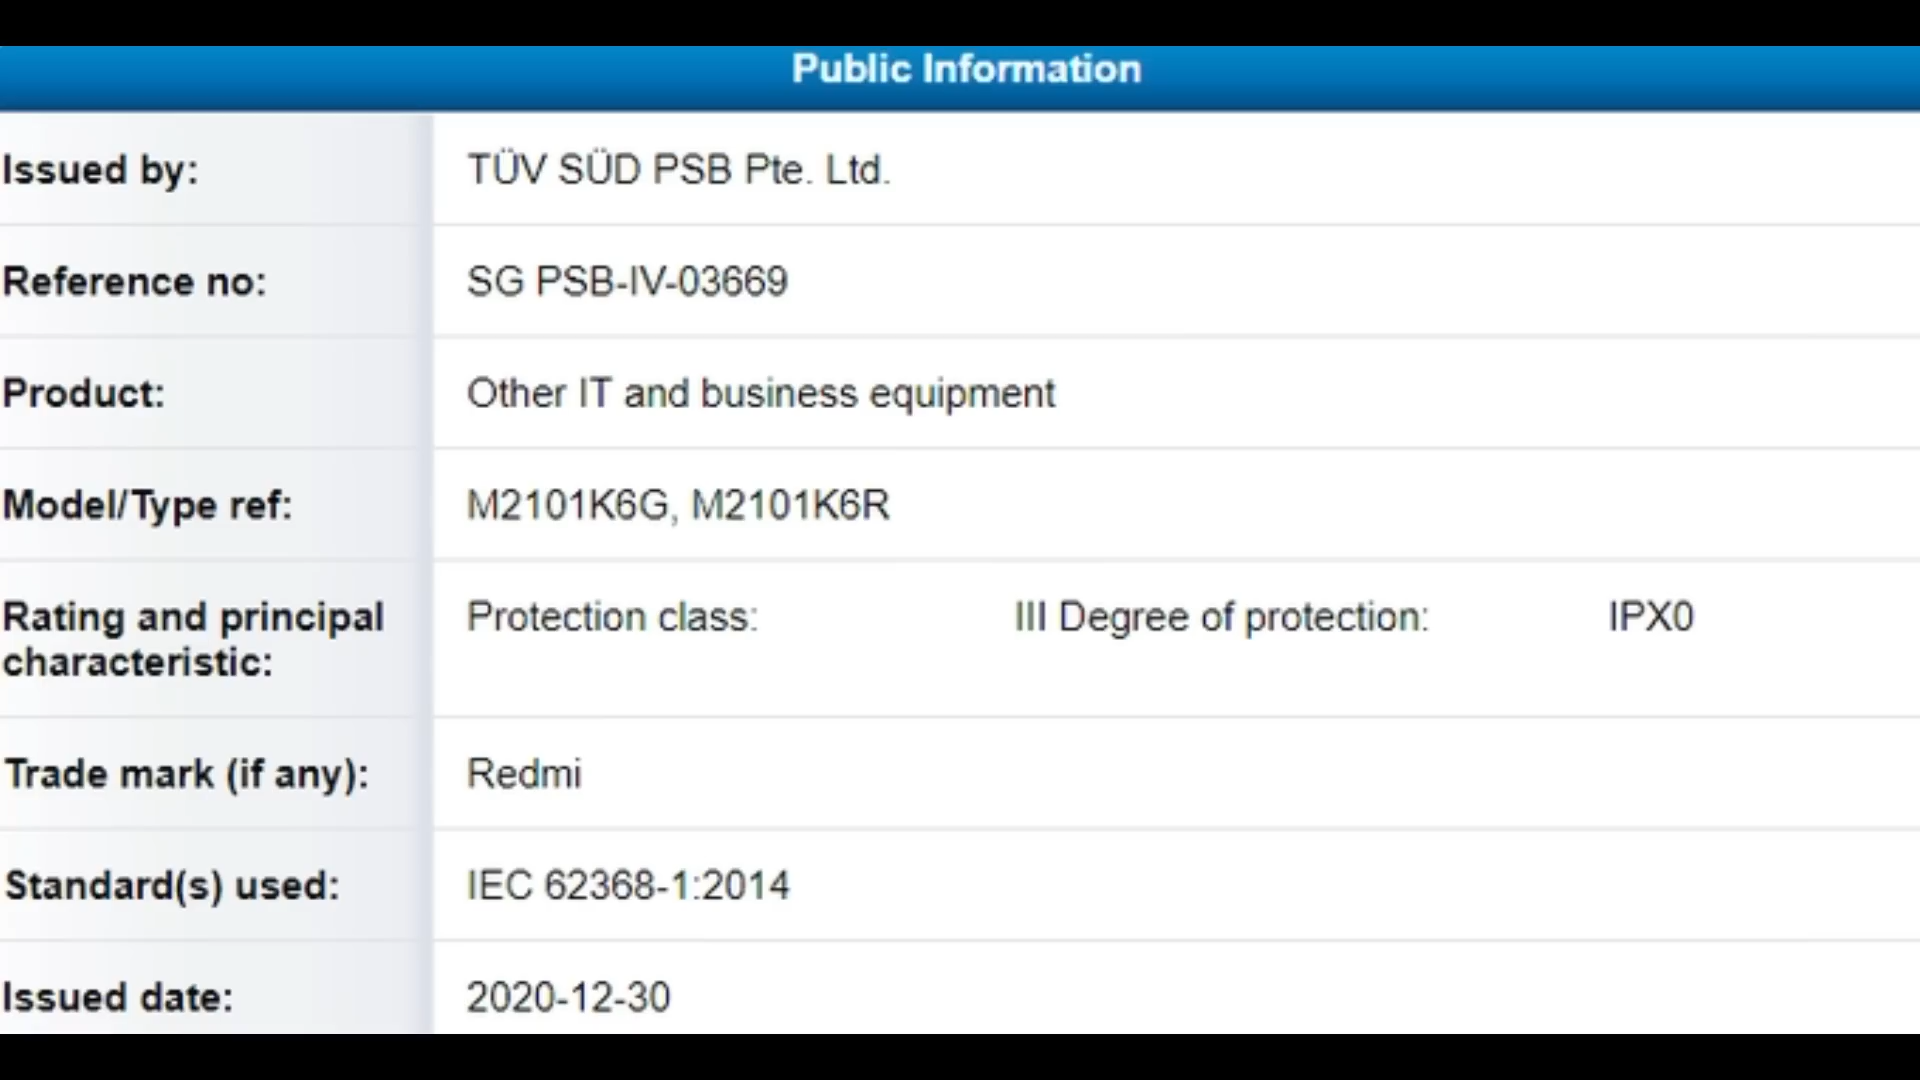 Public Information
Issued by: TÜV SÜD PSB Pte. Ltd.
Reference no: SG PSB-IV-03669
Product: Other IT and business equipment
Model/Type ref: M2101K6G, M2101K6R
Rating and principal characteristic: Protection class: III Degree of protection: IPX0
Trade mark (if any): Redmi
Standard(s) used: IEC 62368-1:2014
Issued date: 2020-12-30